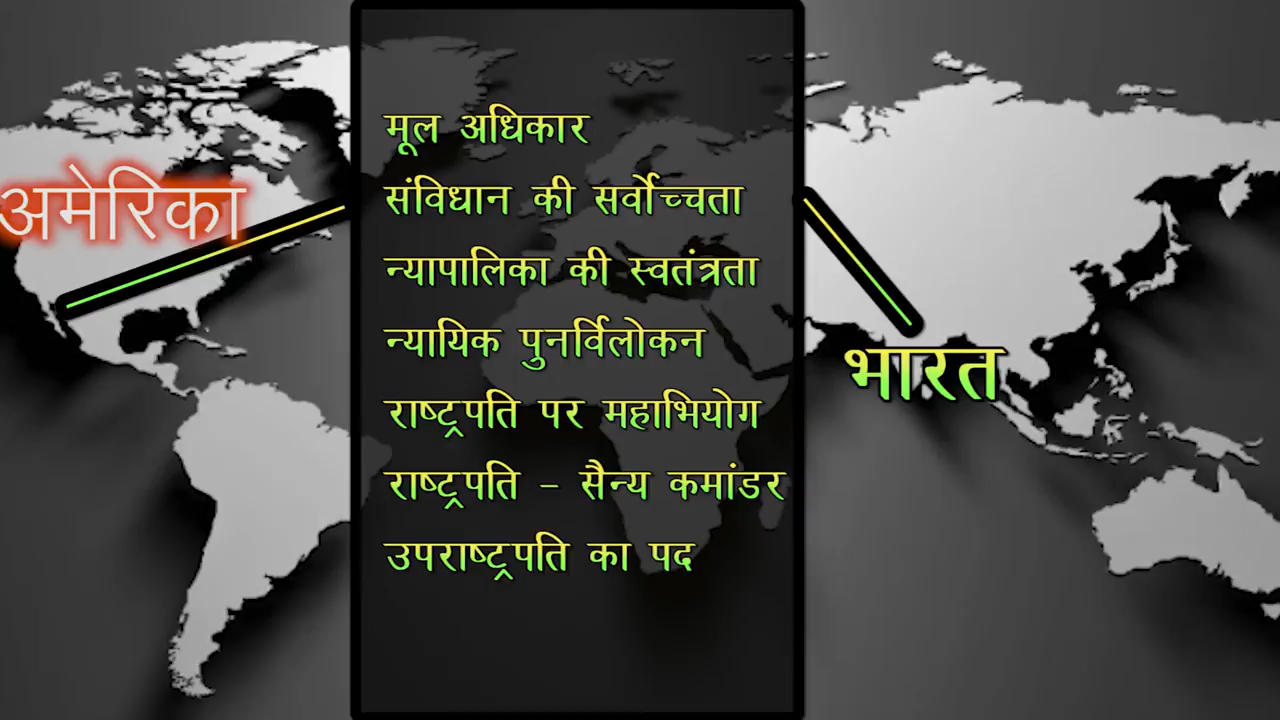 अमेरिका
मूल अधिकार
संविधान की सर्वोच्चता
न्यापालिका की स्वतंत्रता
न्यायिक पुनर्विलोकन
राष्ट्रपति पर महाभियोग
राष्ट्रपति - सैन्य कमांडर
उपराष्ट्रपति का पद
भारत